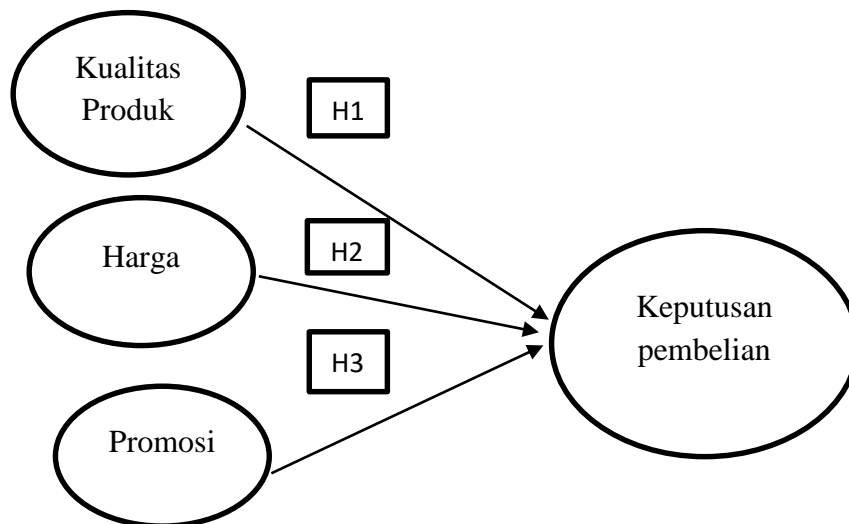 Kualitas
Produk
H1
Harga
H2
Keputusan
pembelian
H3
Promosi